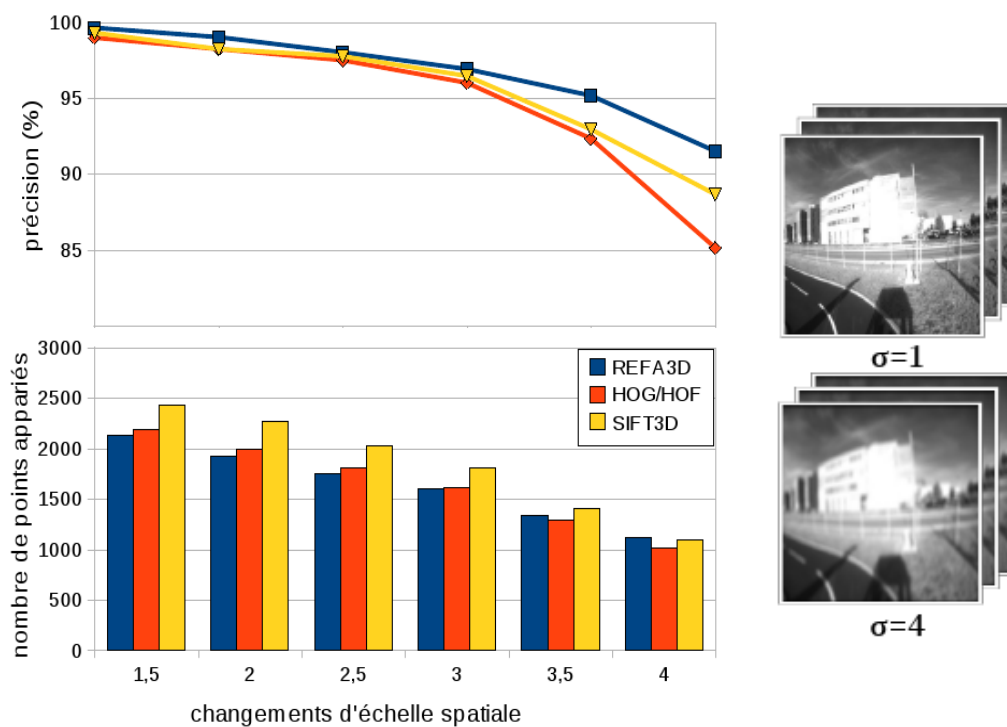 100
95
90
85
précision (%)
3000
2500
2000
1500
1000
500
0
nombre de points appariés
REFA3D
HOG/HOF
SIFT3D
1,5 2 2,5 3 3,5 4
changements d'échelle spatiale
σ=1
σ=4